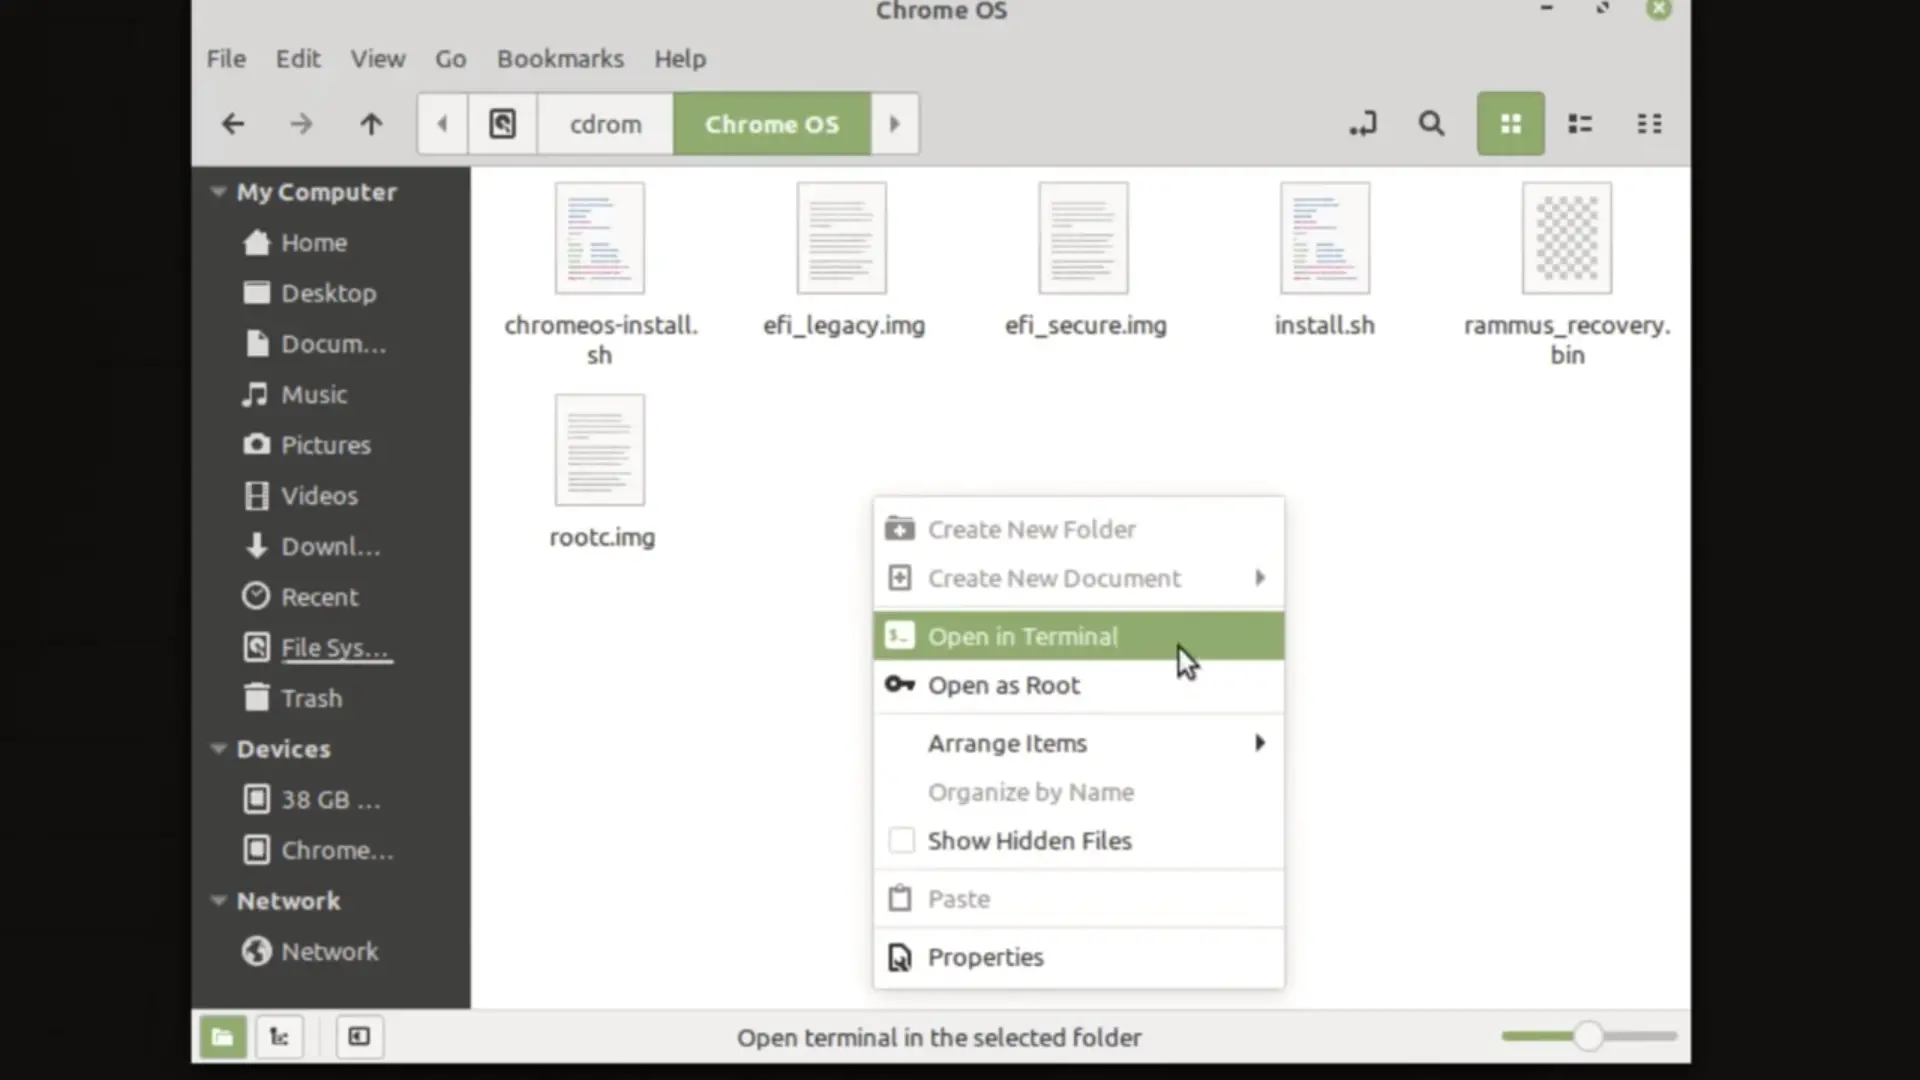 Chrome OS
File Edit View Go Bookmarks Help
cdrom Chrome OS
My Computer
Home
Desktop
Docum...
Music
Pictures
Videos
Downl...
Recent
File Sys...
Trash
Devices
38 GB ...
Chrome...
Network
Network
chromeos-install.
sh
efi_legacy.img
efi_secure.img
install.sh
rammus_recovery.
bin
rootc.img
Create New Folder
Create New Document
$_ Open in Terminal
Open as Root
Arrange Items
Organize by Name
Show Hidden Files
Paste
Properties
Open terminal in the selected folder